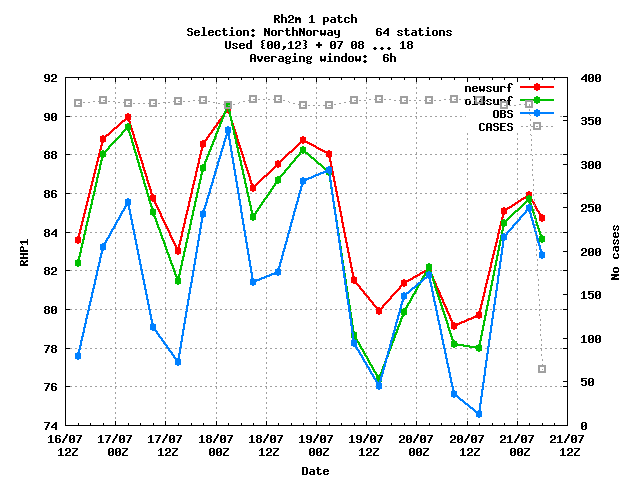 Rh2m 1 patch
Selection: NorthNorway 64 stations
Used {00,12} + 07 08 ... 18
Averaging window: 6h
92 400
90 350
88 300
86 250
84 200
82 150
80 100
78 50
76 0
74
newsurf
oldsurf
OBS
CASES
RHP1
No cases
16/07 17/07 17/07 18/07 18/07 19/07 19/07 20/07 20/07 21/07 21/07
12Z 00Z 12Z 00Z 12Z 00Z 12Z 00Z 12Z 00Z 12Z
Date